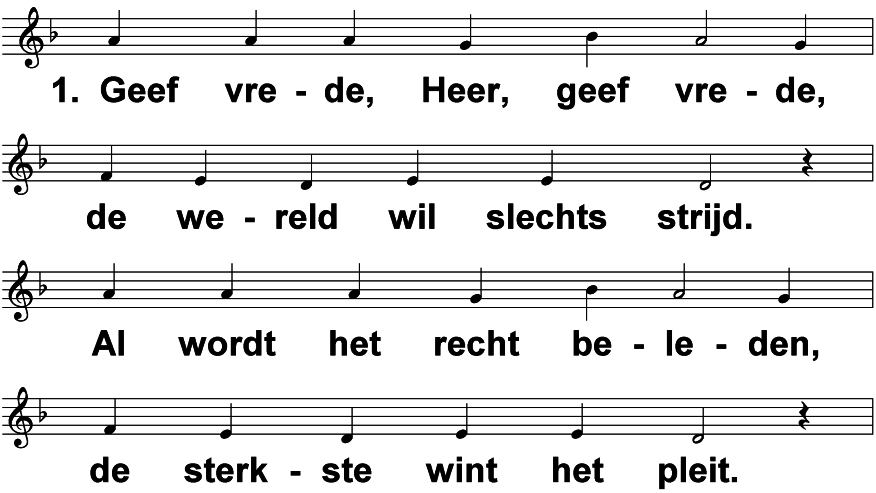 1. Geef vre - de, Heer, geef vre - de,
de we - reld wil slechts strijd.
Al wordt het recht be - le - den,
de sterk - ste wint het pleit.